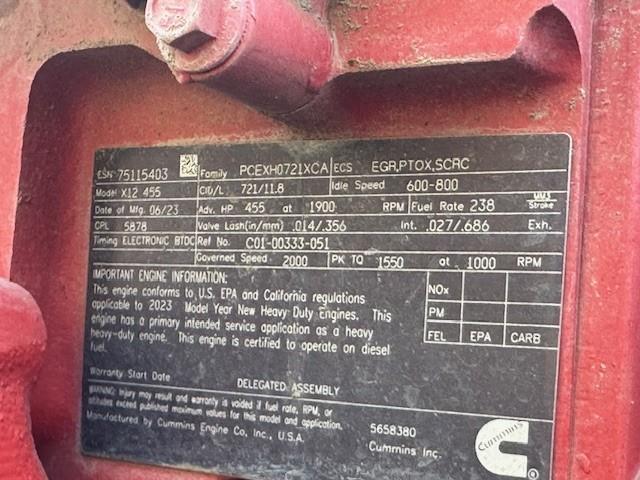 ESN 75115403 Family PCEXH0721XCA ECS EGR,PTOX,SCRC
Model X12 455 CID/L 721/11.8 Idle Speed 600-800
Date of Mfg. 06/23 Adv. HP 455 at 1900 RPM Fuel Rate 238 MM3 Stroke
CPL 5878 Valve Lash(in/mm) .014/.356 Int. .027/.686 Exh.
Timing ELECTRONIC BTDC Ref No. C01-00333-051
Governed Speed 2000 PK TQ 1550 at 1000 RPM
IMPORTANT ENGINE INFORMATION:
This engine conforms to U.S. EPA and California regulations
applicable to 2023 Model Year New Heavy Duty Engines. This
engine has a primary intended service application as a heavy
heavy-duty engine. This engine is certified to operate on diesel
fuel.
NOx
PM
FEL EPA CARB
Warranty Start Date DELEGATED ASSEMBLY
WARNING: Injury may result and warranty is voided if fuel rate, RPM, or
altitudes exceed published maximum values for this model and application.
Manufactured by Cummins Engine Co, Inc., U.S.A.
5658380
Cummins Inc.
Cummins